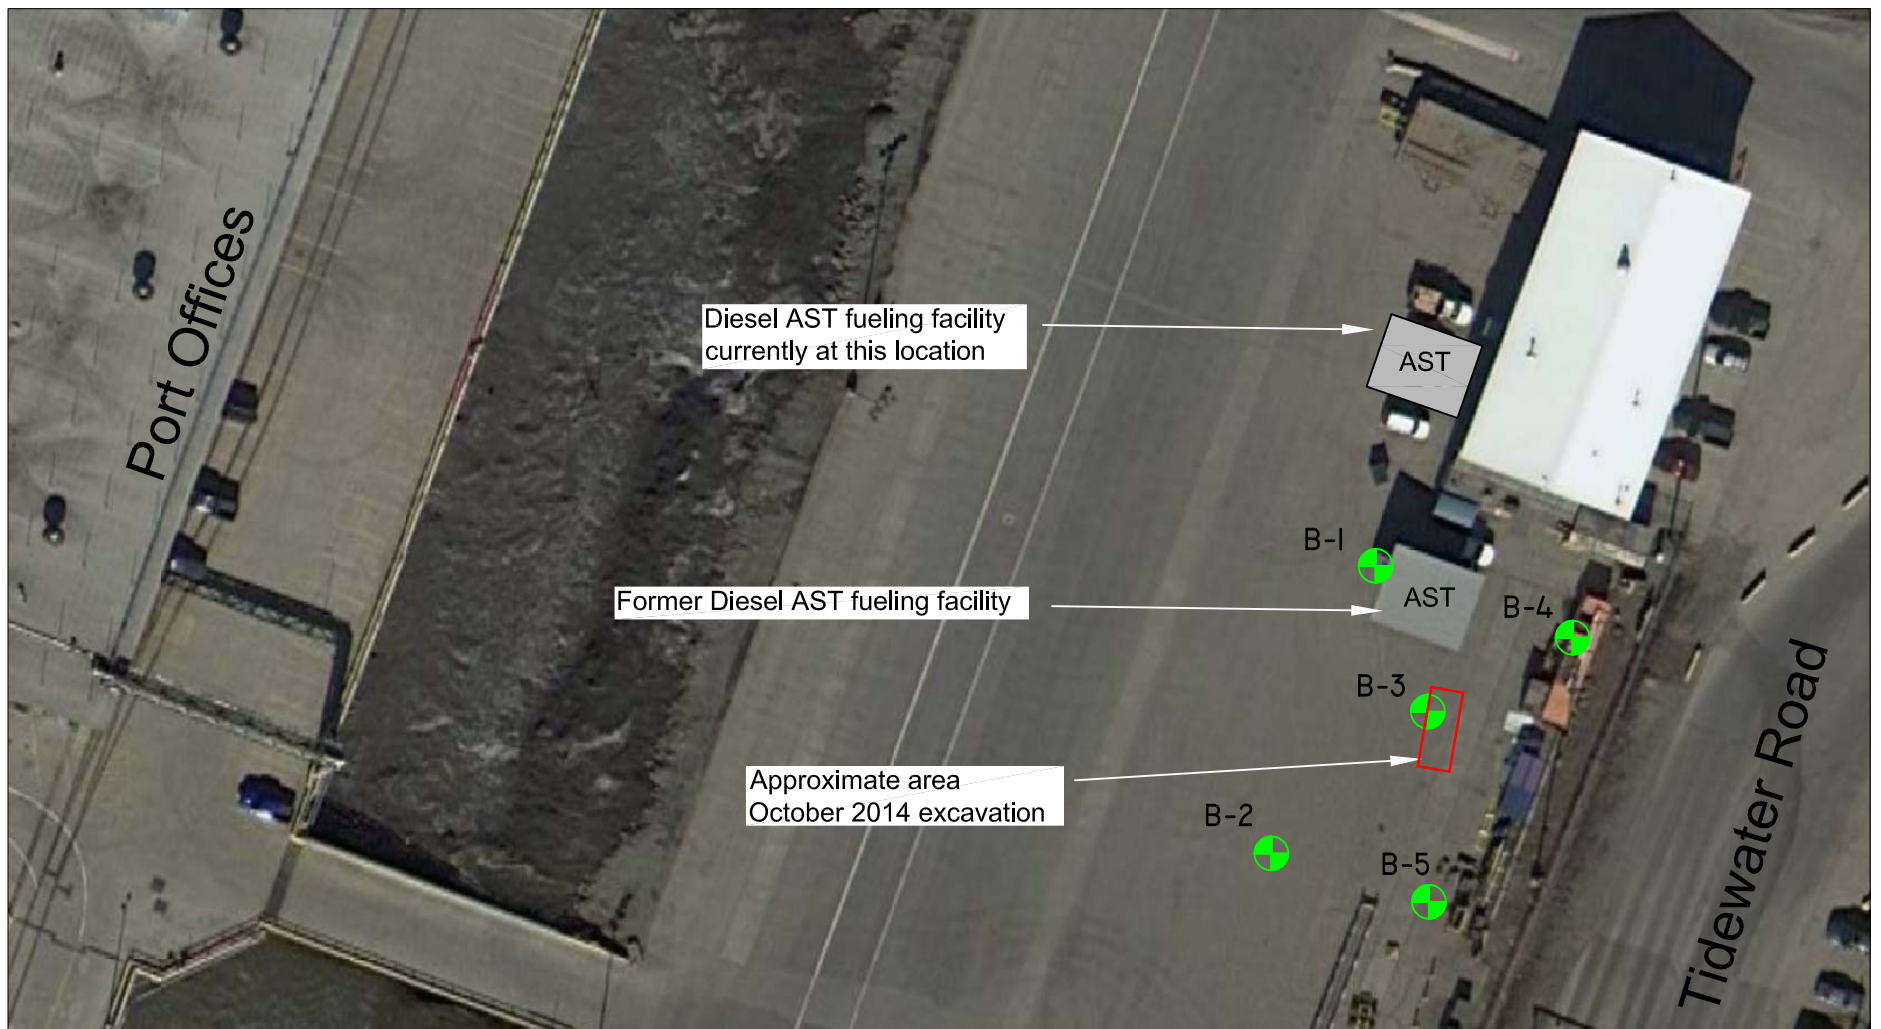 Port Offices
Diesel AST fueling facility
currently at this location
AST
B-1
Former Diesel AST fueling facility
AST
B-4
B-3
Approximate area
October 2014 excavation
B-2
B-5
Tidewater Road